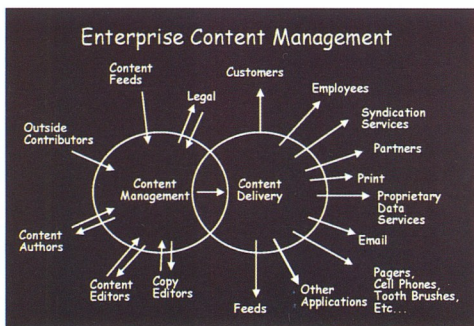 Enterprise Content Management
Content
Feeds
Legal
Customers
Employees
Syndication
Services
Partners
Print
Proprietary
Data
Services
Email
Pagers,
Cell Phones,
Tooth Brushes,
Etc...
Other
Applications
Feeds
Copy
Editors
Content
Editors
Content
Authors
Outside
Contributors
Content
Management
Content
Delivery